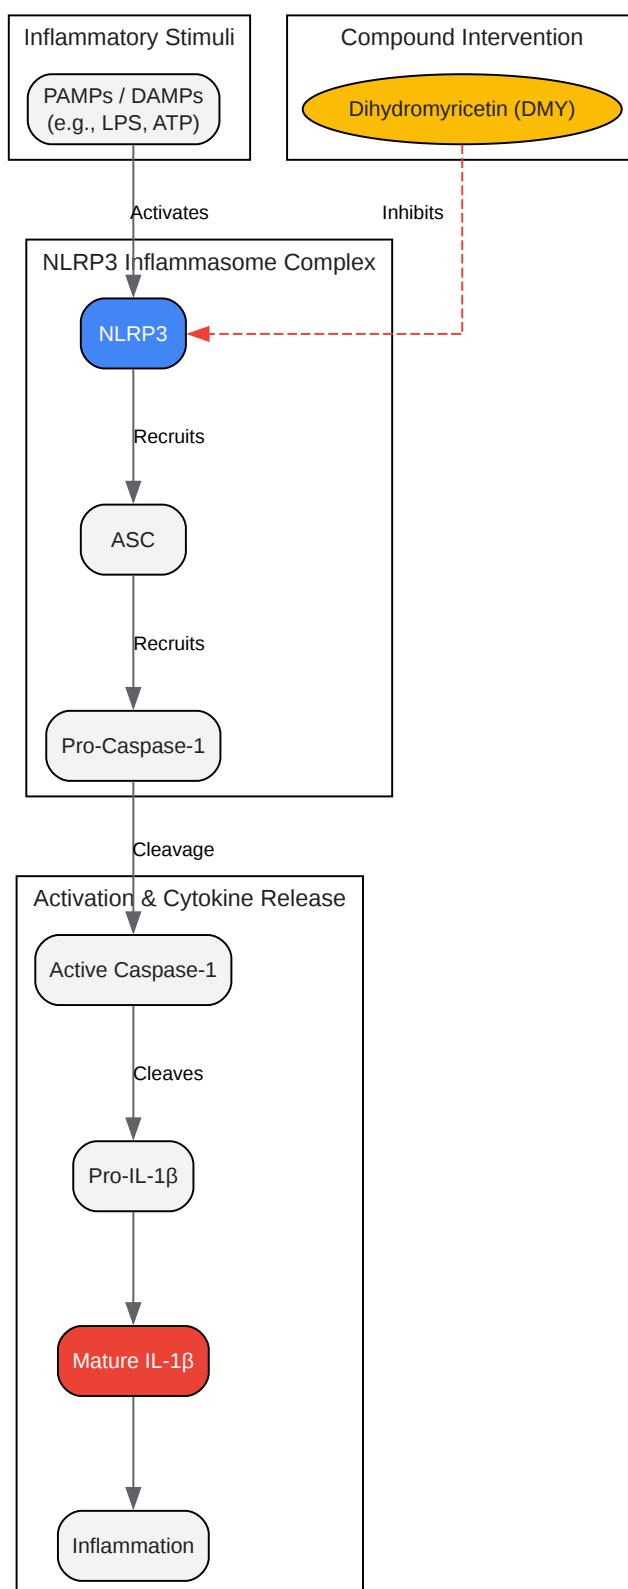 Inflammatory Stimuli
Compound Intervention
PAMPs / DAMPs
(e.g., LPS, ATP)
Dihydromyricetin (DMY)
Activates
Inhibits
NLRP3 Inflammasome Complex
NLRP3
Recruits
ASC
Recruits
Pro-Caspase-1
Cleavage
Activation & Cytokine Release
Active Caspase-1
Cleaves
Pro-IL-1β
Mature IL-1β
Inflammation